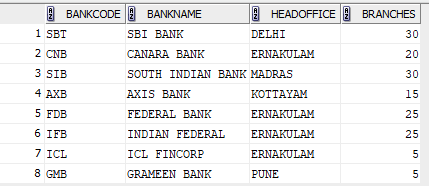 BANKCODE BANKNAME HEADOFFICE BRANCHES
1 SBT SBI BANK DELHI 30
2 CNB CANARA BANK ERNAKULAM 20
3 SIB SOUTH INDIAN BANK MADRAS 30
4 AXB AXIS BANK KOTTAYAM 15
5 FDB FEDERAL BANK ERNAKULAM 25
6 IFB INDIAN FEDERAL ERNAKULAM 25
7 ICL ICL FINCORP ERNAKULAM 5
8 GMB GRAMEEN BANK PUNE 5